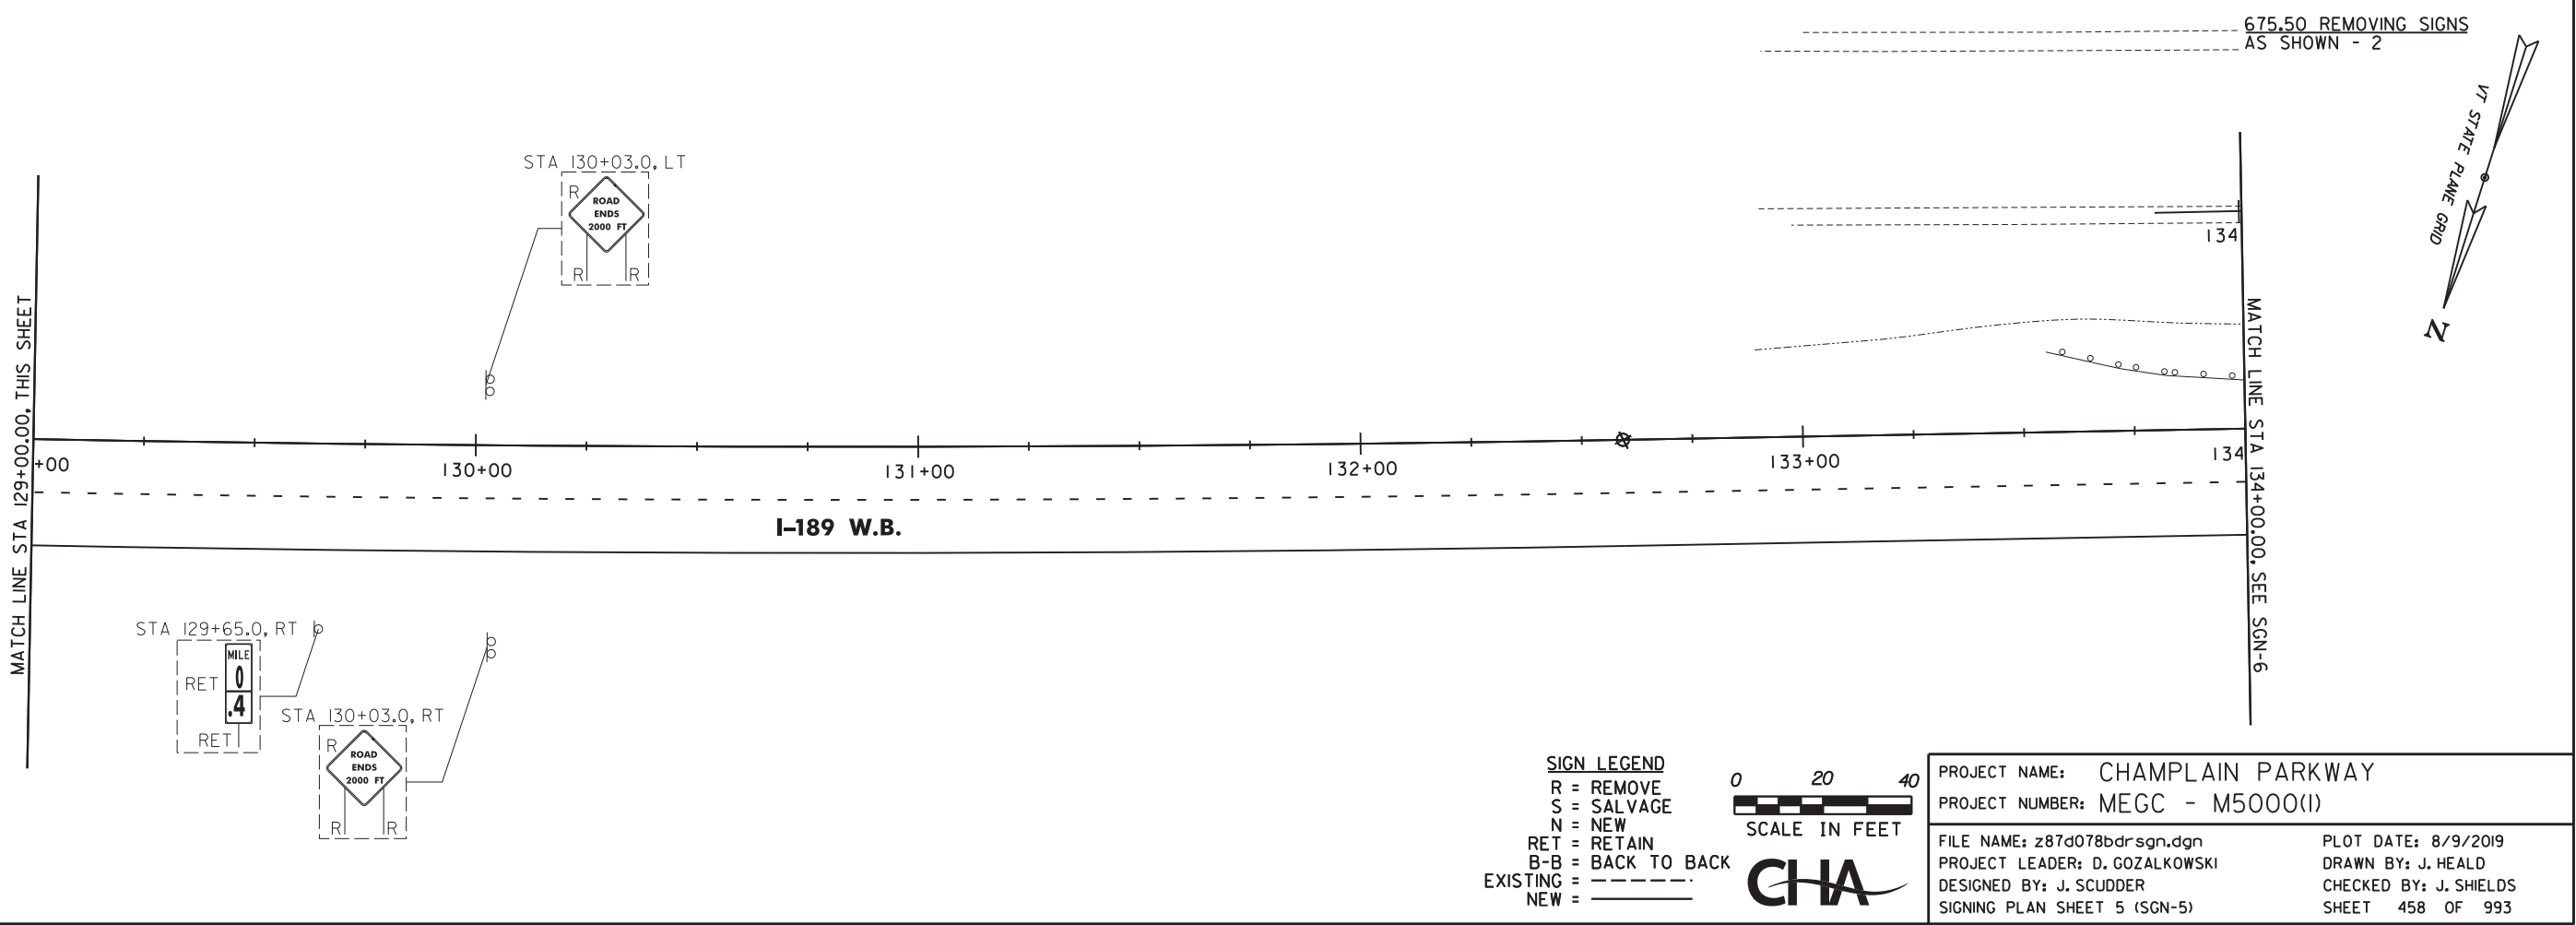 675.50 REMOVING SIGNS
AS SHOWN - 2
VT STATE PLANE GRID
N
STA 130+03.0, LT
R
ROAD
ENDS
2000 FT
R R
134
MATCH LINE STA 129+00.00, THIS SHEET
MATCH LINE STA 134+00.00, SEE SGN-6
+00
130+00
131+00
132+00
133+00
134
I-189 W.B.
STA 129+65.0, RT
MILE
0
.4
RET
RET
STA 130+03.0, RT
R
ROAD
ENDS
2000 FT
R R
SIGN LEGEND
R = REMOVE
S = SALVAGE
N = NEW
RET = RETAIN
B-B = BACK TO BACK
EXISTING =
NEW =
0 20 40
SCALE IN FEET
CHA
PROJECT NAME: CHAMPLAIN PARKWAY
PROJECT NUMBER: MEGC - M5000(1)
FILE NAME: z87d078bdrsgn.dgn
PROJECT LEADER: D. GOZALKOWSKI
DESIGNED BY: J. SCUDDER
SIGNING PLAN SHEET 5 (SGN-5)
PLOT DATE: 8/9/2019
DRAWN BY: J. HEALD
CHECKED BY: J. SHIELDS
SHEET 458 OF 993